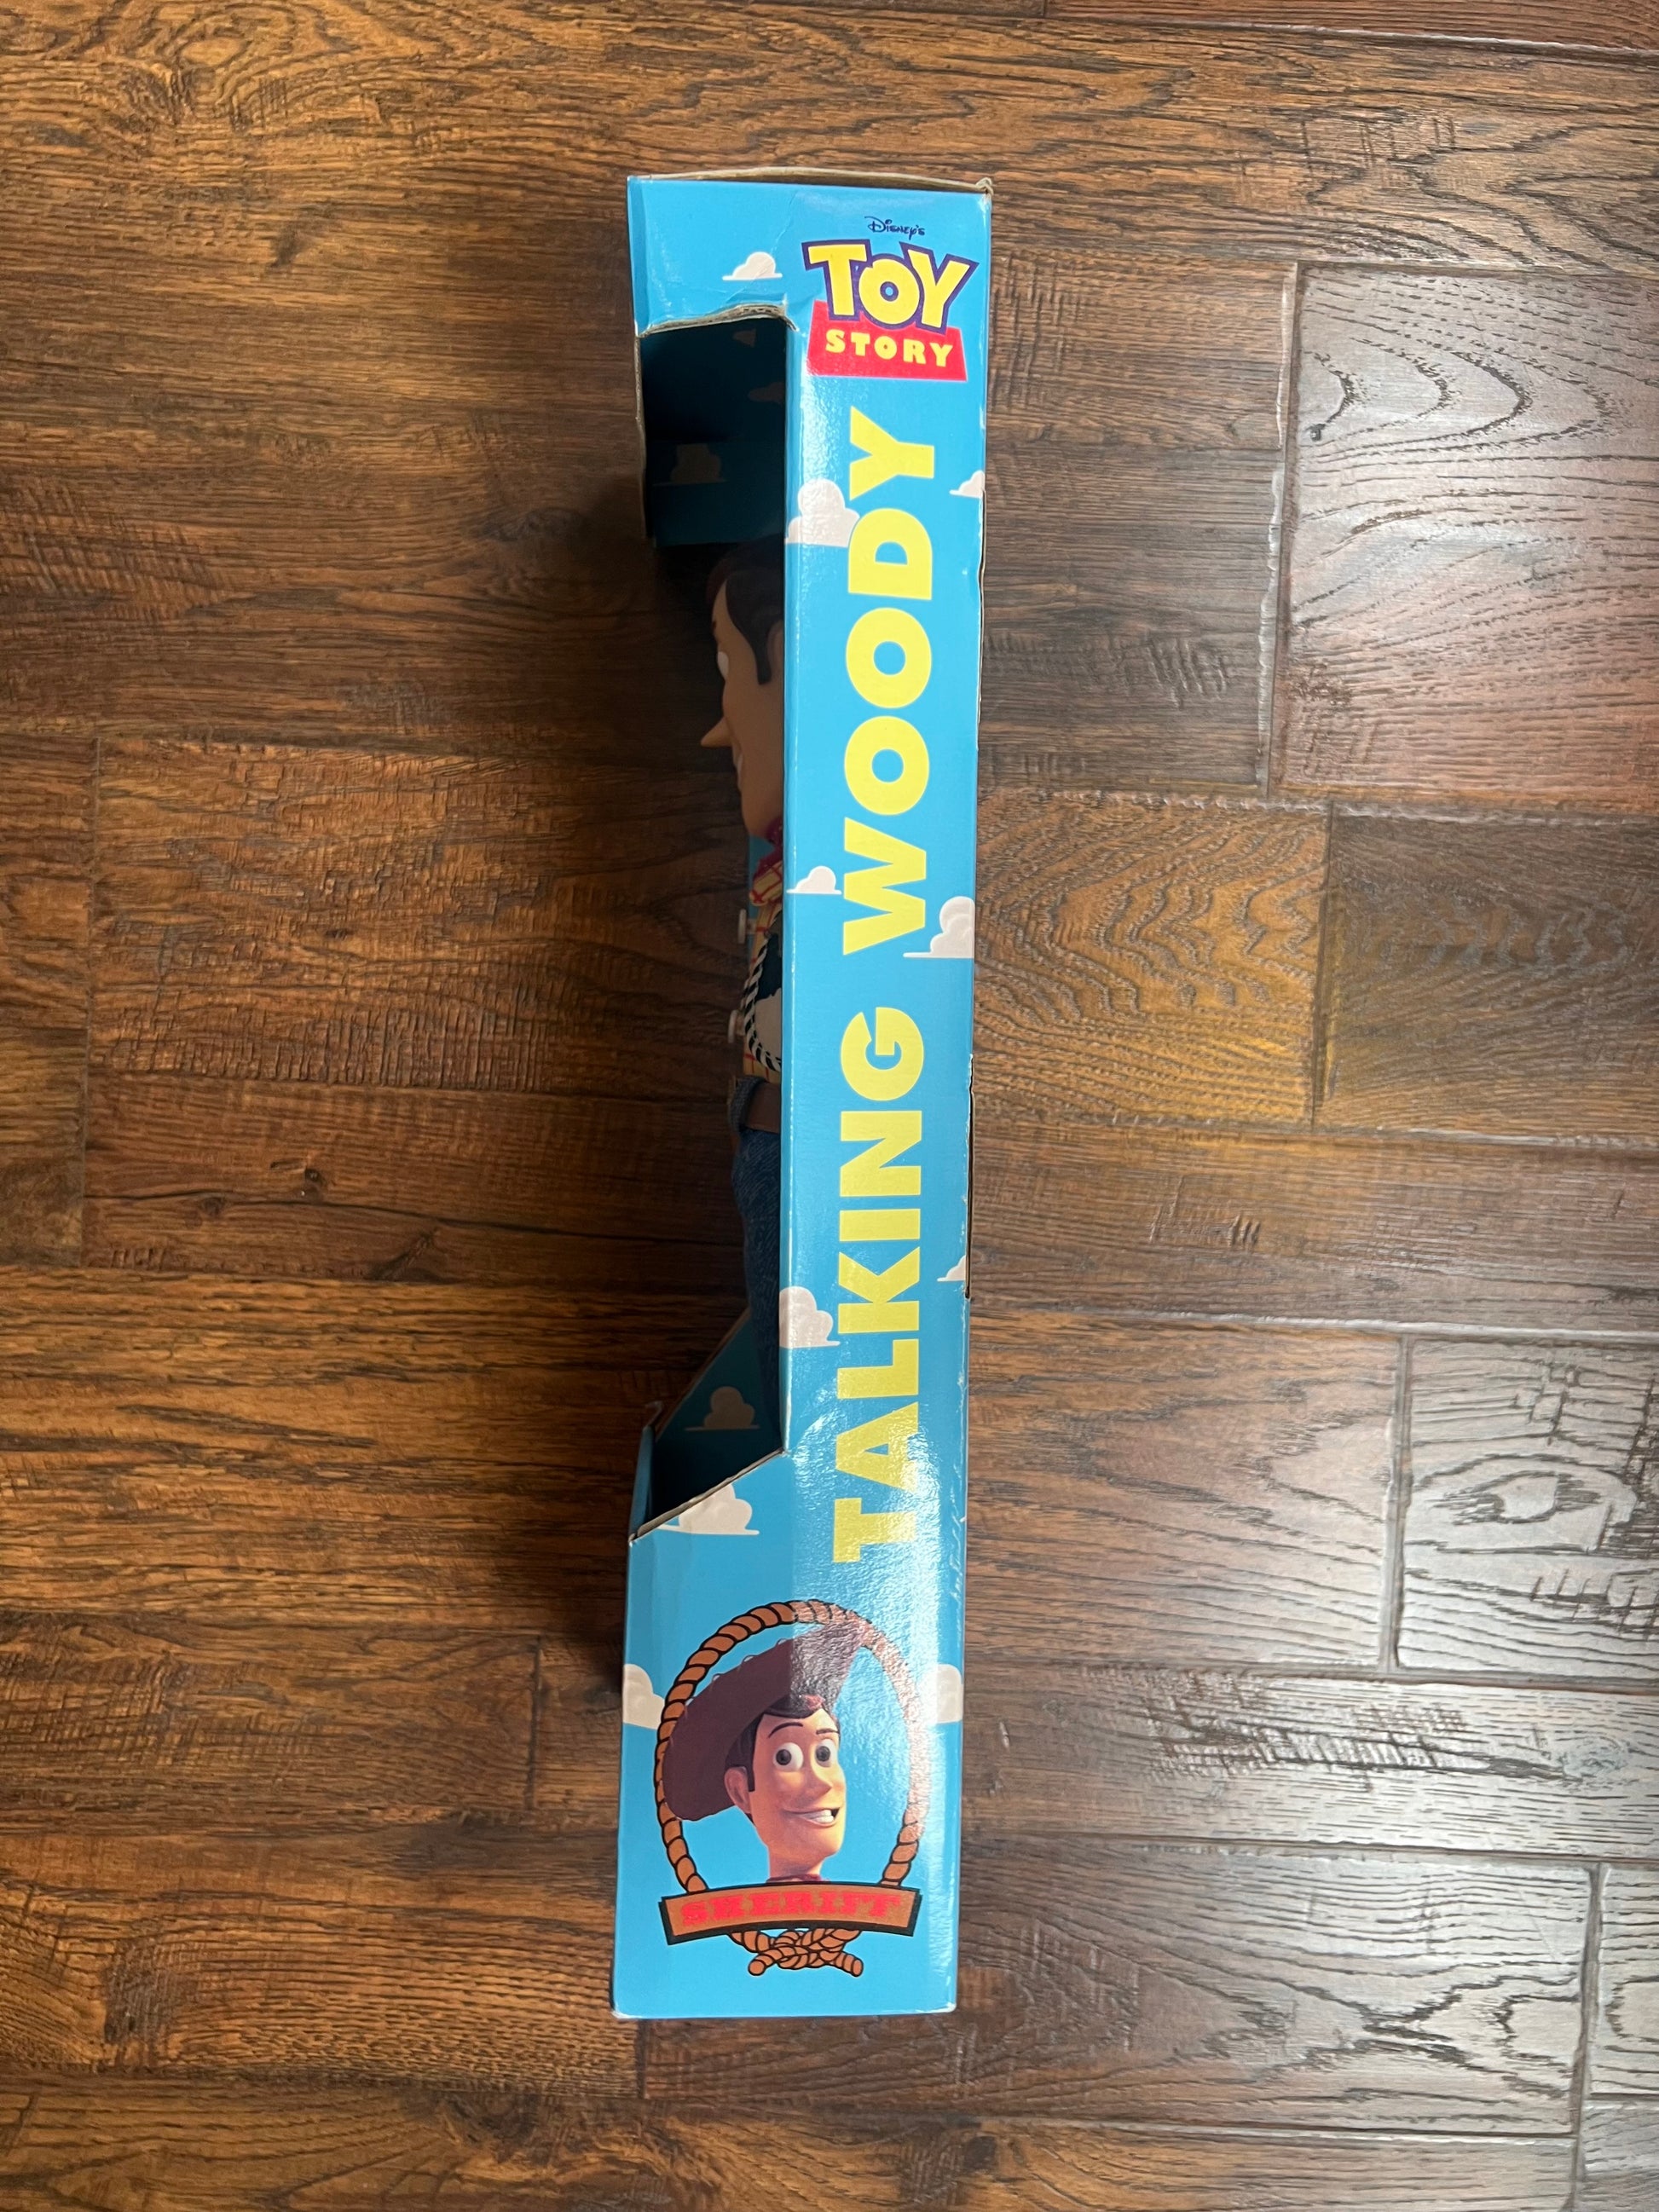 Disney's
TOY
STORY
TALKING WOODY
SHERIFF